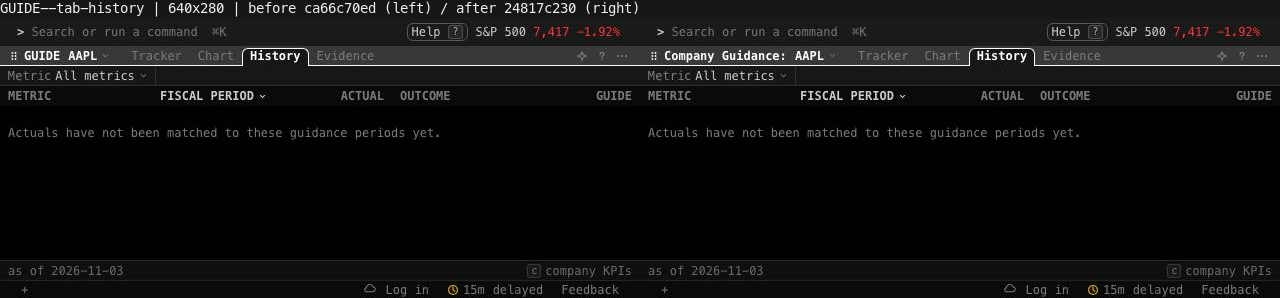 GUIDE--tab-history | 640x280 | before ca66c70ed (left) / after 24817c230 (right)
> Search or run a command ⌘K Help ? S&P 500 7,417 -1.92% > Search or run a command ⌘K Help ? S&P 500 7,417 -1.92%
GUIDE AAPL Tracker Chart History Evidence ? ... Company Guidance: AAPL Tracker Chart History Evidence ? ...
Metric All metrics Metric All metrics
METRIC FISCAL PERIOD ACTUAL OUTCOME GUIDE METRIC FISCAL PERIOD ACTUAL OUTCOME GUIDE
Actuals have not been matched to these guidance periods yet. Actuals have not been matched to these guidance periods yet.
as of 2026-11-03 c company KPIs as of 2026-11-03 c company KPIs
+ Log in 15m delayed Feedback + Log in 15m delayed Feedback